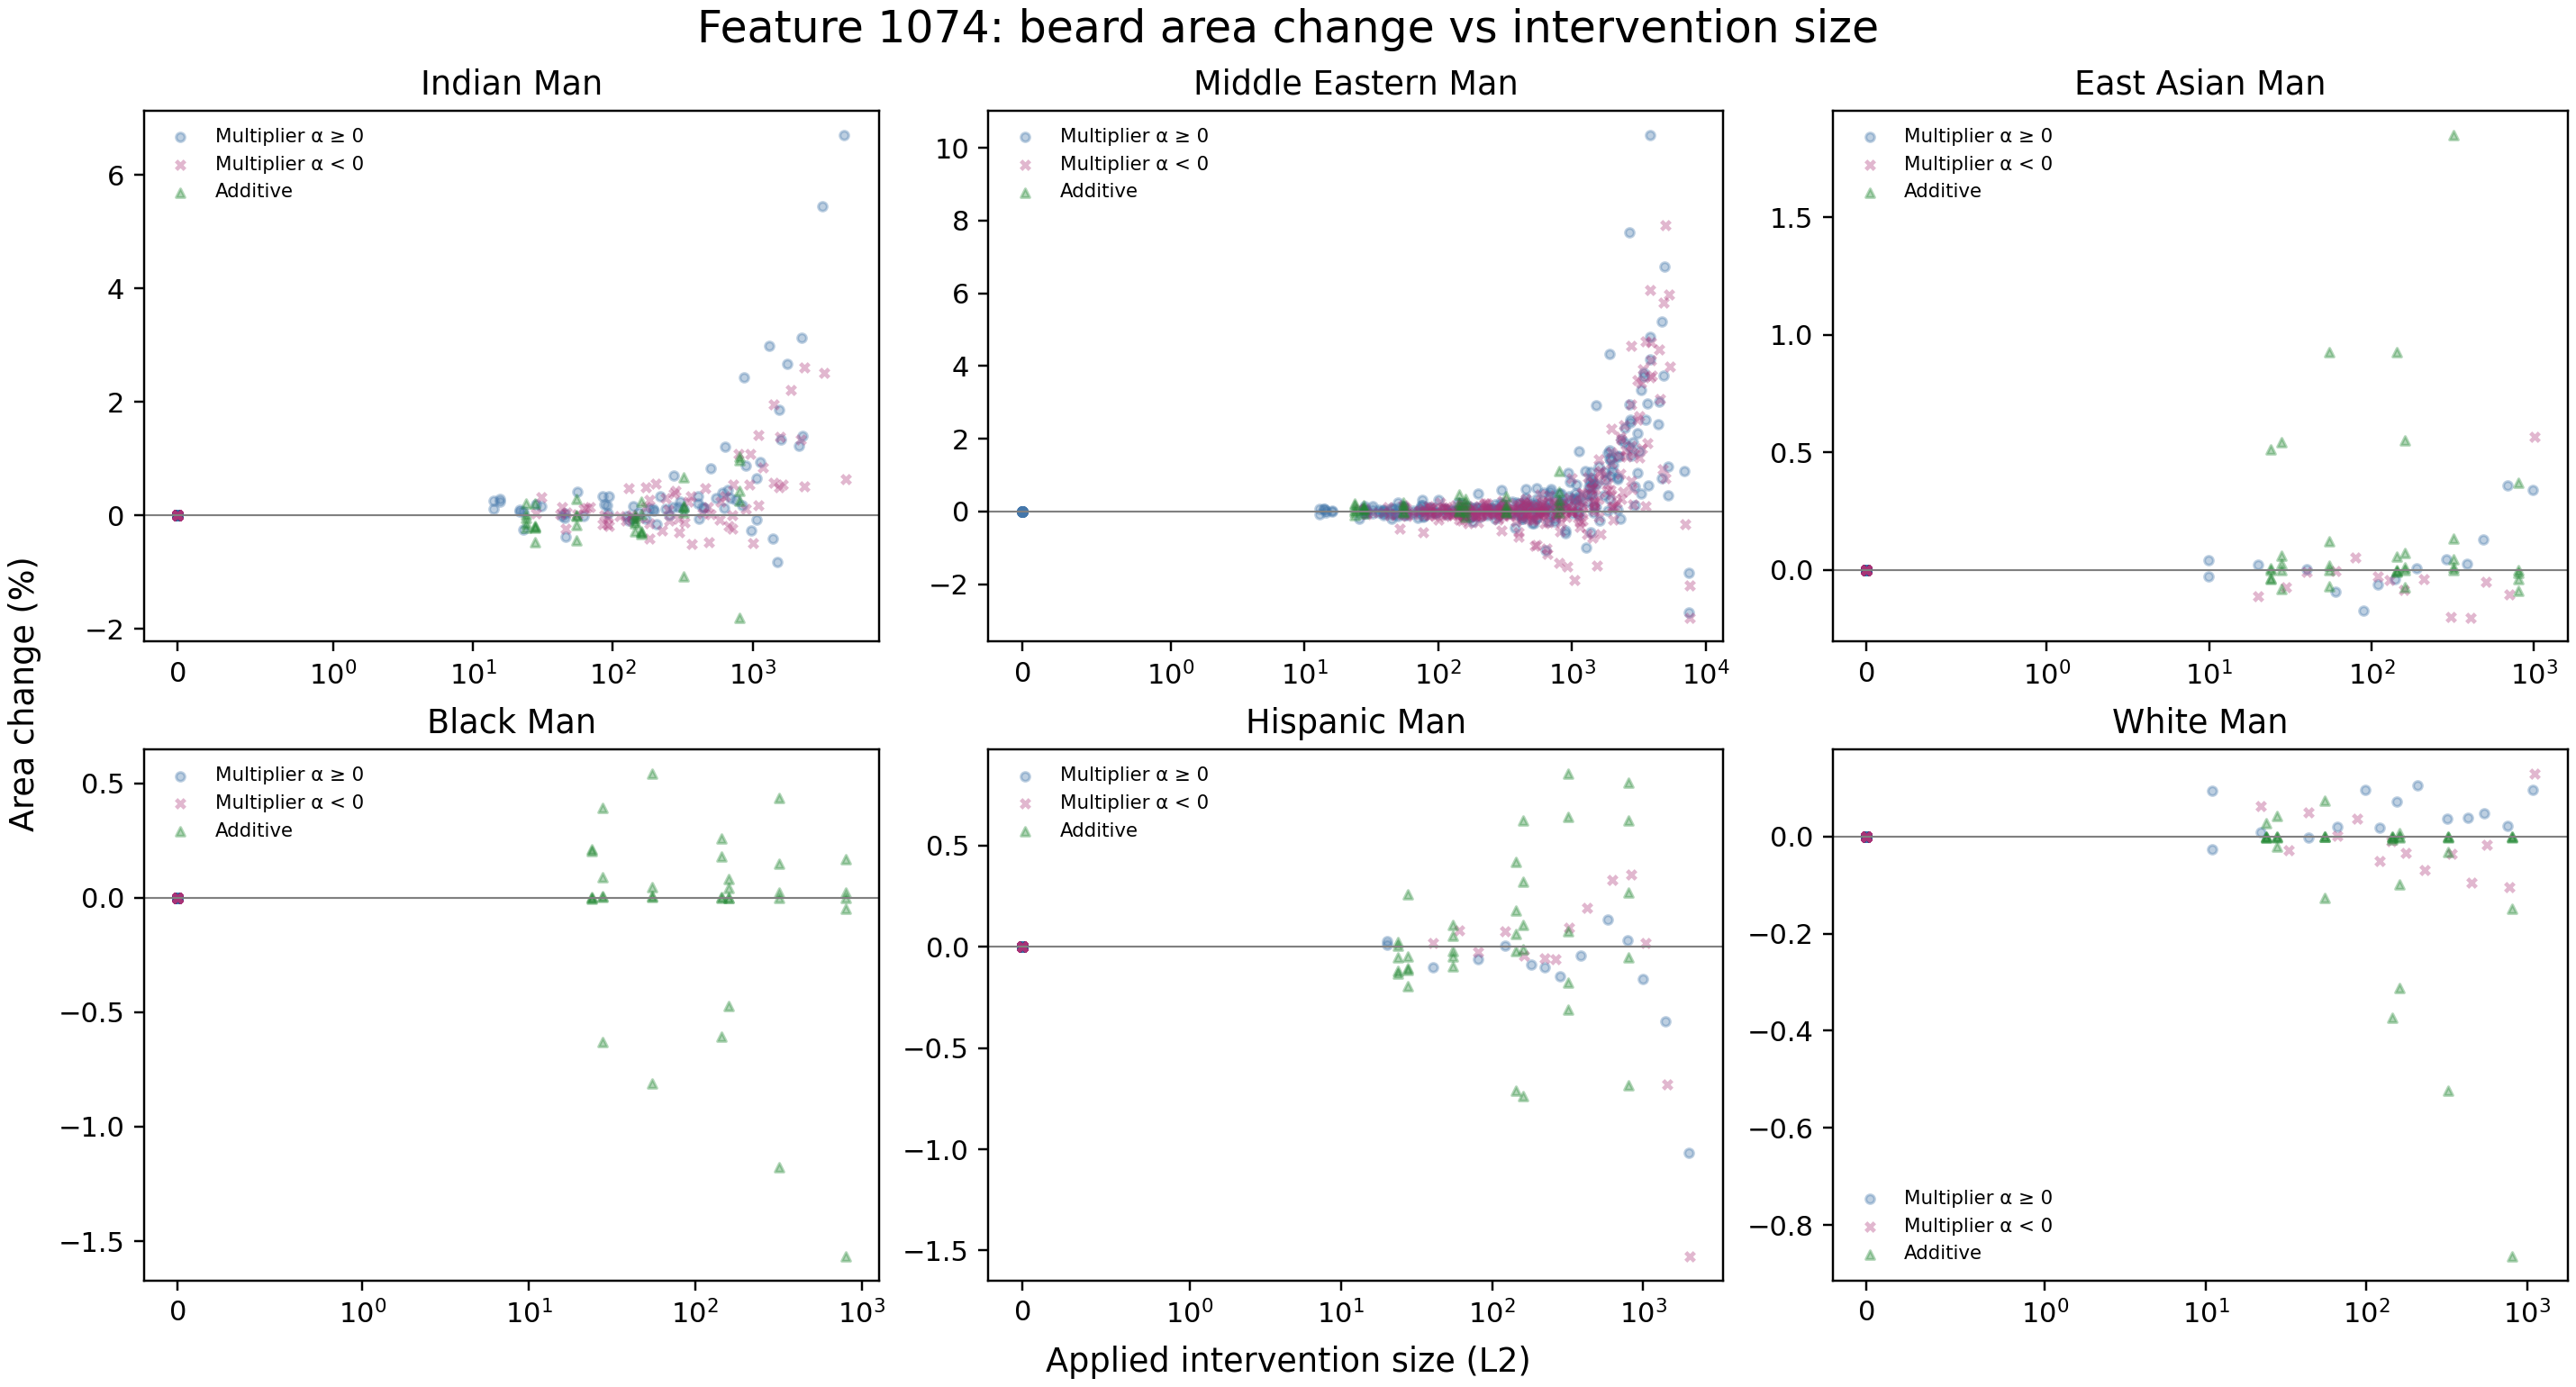 Feature 1074: beard area change vs intervention size
Indian Man
Multiplier α ≥ 0
Multiplier α < 0
Additive
6
4
2
0
−2
0
10⁰
10¹
10²
10³
Middle Eastern Man
Multiplier α ≥ 0
Multiplier α < 0
Additive
10
8
6
4
2
0
−2
0
10⁰
10¹
10²
10³
10⁴
East Asian Man
Multiplier α ≥ 0
Multiplier α < 0
Additive
1.5
1.0
0.5
0.0
0
10⁰
10¹
10²
10³
Area change (%)
Black Man
Multiplier α ≥ 0
Multiplier α < 0
Additive
0.5
0.0
−0.5
−1.0
−1.5
0
10⁰
10¹
10²
10³
Hispanic Man
Multiplier α ≥ 0
Multiplier α < 0
Additive
0.5
0.0
−0.5
−1.0
−1.5
0
10⁰
10¹
10²
10³
White Man
0.0
−0.2
−0.4
−0.6
−0.8
Multiplier α ≥ 0
Multiplier α < 0
Additive
0
10⁰
10¹
10²
10³
Applied intervention size (L2)